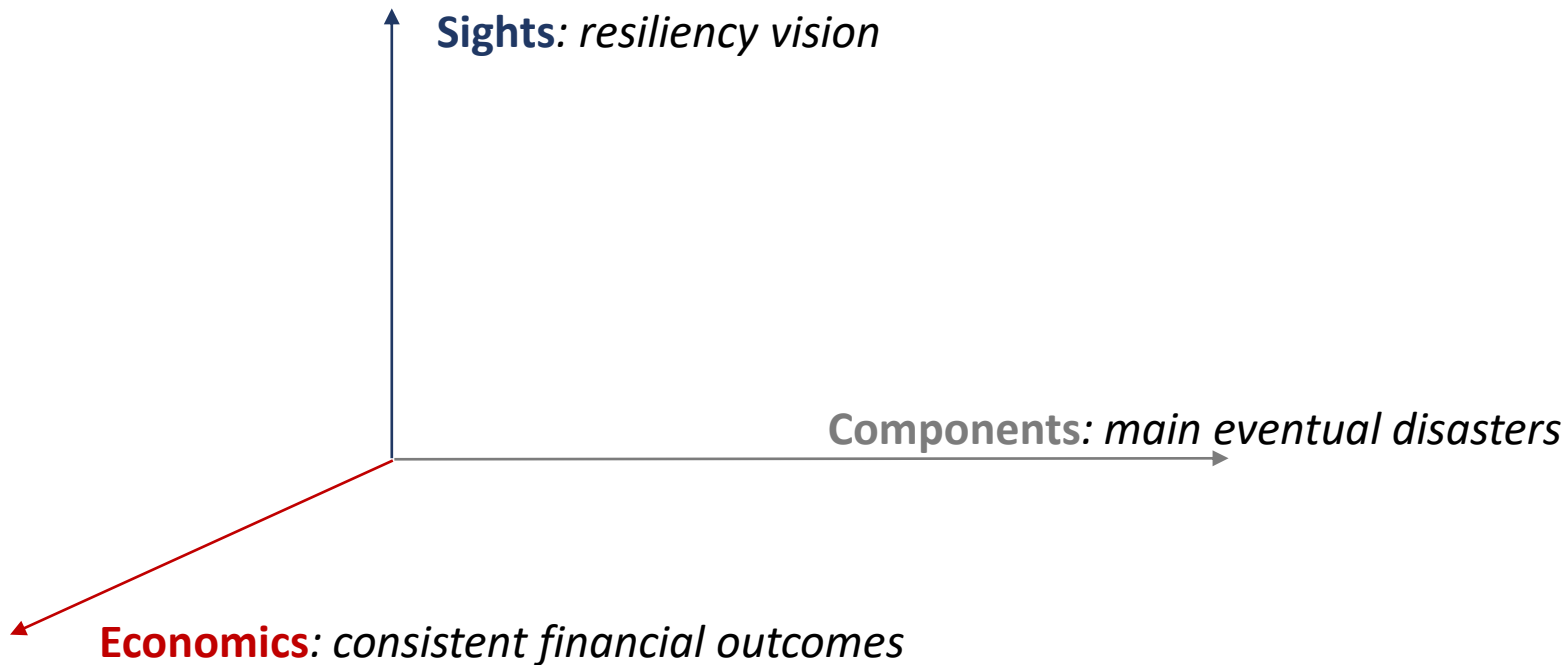 Sights: resiliency vision
Components: main eventual disasters
Economics: consistent financial outcomes